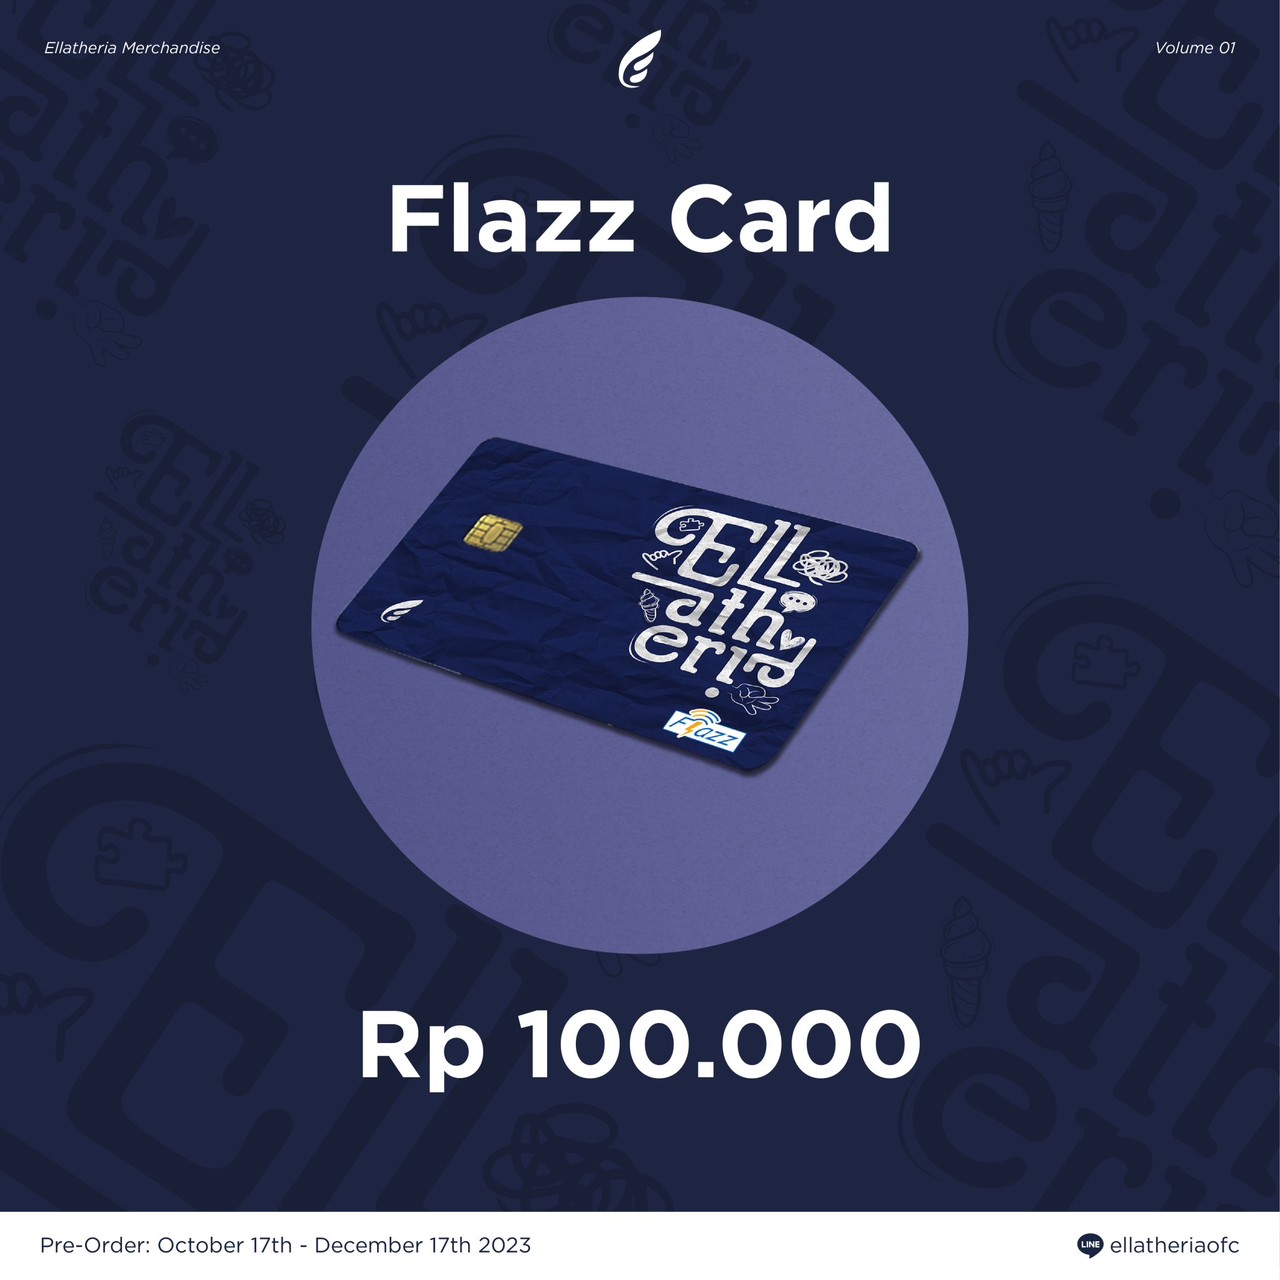 Ellatheria Merchandise
Volume 01
Flazz Card
Ell
ath
eria
Flazz
Rp 100.000
Pre-Order: October 17th - December 17th 2023
LINE
ellatheriaofc